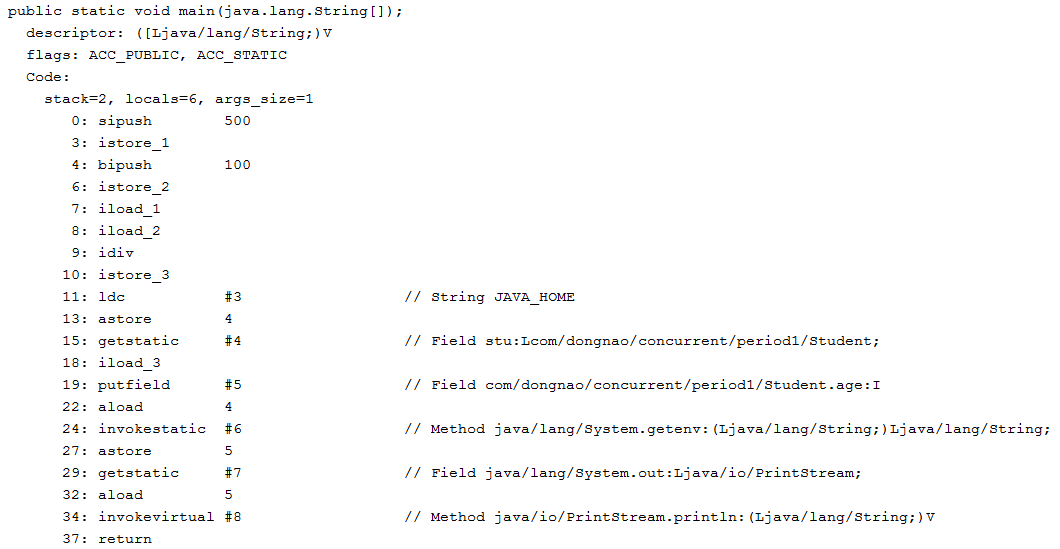 public static void main(java.lang.String[]);
  descriptor: ([Ljava/lang/String;)V
  flags: ACC_PUBLIC, ACC_STATIC
  Code:
    stack=2, locals=6, args_size=1
       0: sipush        500
       3: istore_1
       4: bipush        100
       6: istore_2
       7: iload_1
       8: iload_2
       9: idiv
      10: istore_3
      11: ldc           #3                  // String JAVA_HOME
      13: astore        4
      15: getstatic     #4                  // Field stu:Lcom/dongnao/concurrent/period1/Student;
      18: iload_3
      19: putfield      #5                  // Field com/dongnao/concurrent/period1/Student.age:I
      22: aload         4
      24: invokestatic  #6                  // Method java/lang/System.getenv:(Ljava/lang/String;)Ljava/lang/String;
      27: astore        5
      29: getstatic     #7                  // Field java/lang/System.out:Ljava/io/PrintStream;
      32: aload         5
      34: invokevirtual #8                  // Method java/io/PrintStream.println:(Ljava/lang/String;)V
      37: return